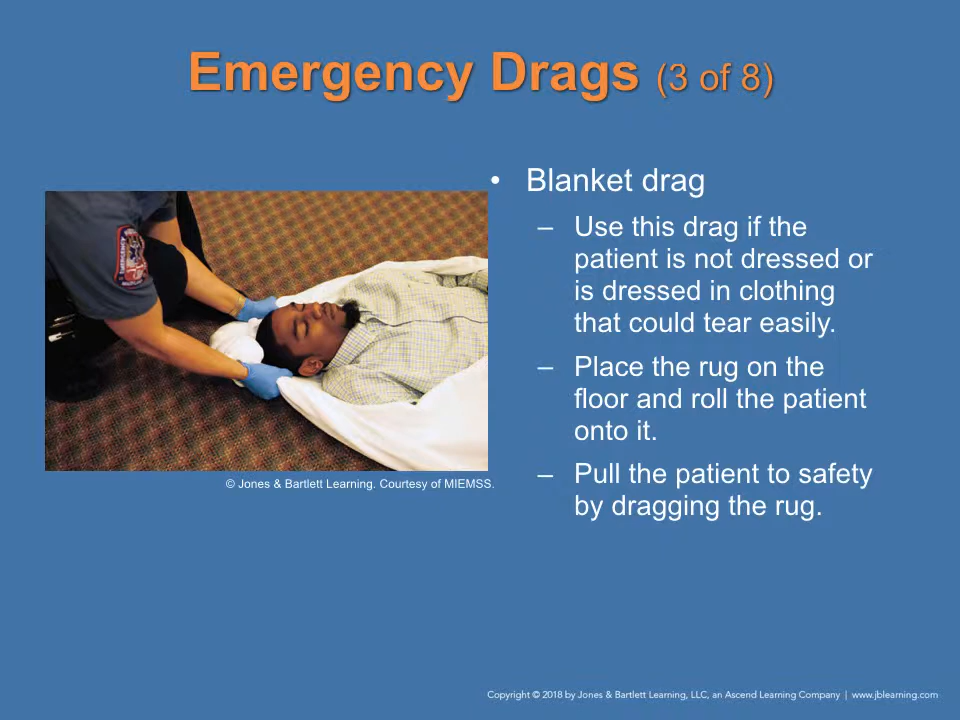 Emergency Drags (3 of 8)
• Blanket drag
– Use this drag if the
patient is not dressed or
is dressed in clothing
that could tear easily.
– Place the rug on the
floor and roll the patient
onto it.
– Pull the patient to safety
by dragging the rug.
EMERGENCY
© Jones & Bartlett Learning. Courtesy of MIEMSS.
Copyright © 2018 by Jones & Bartlett Learning, LLC, an Ascend Learning Company | www.jblearning.com